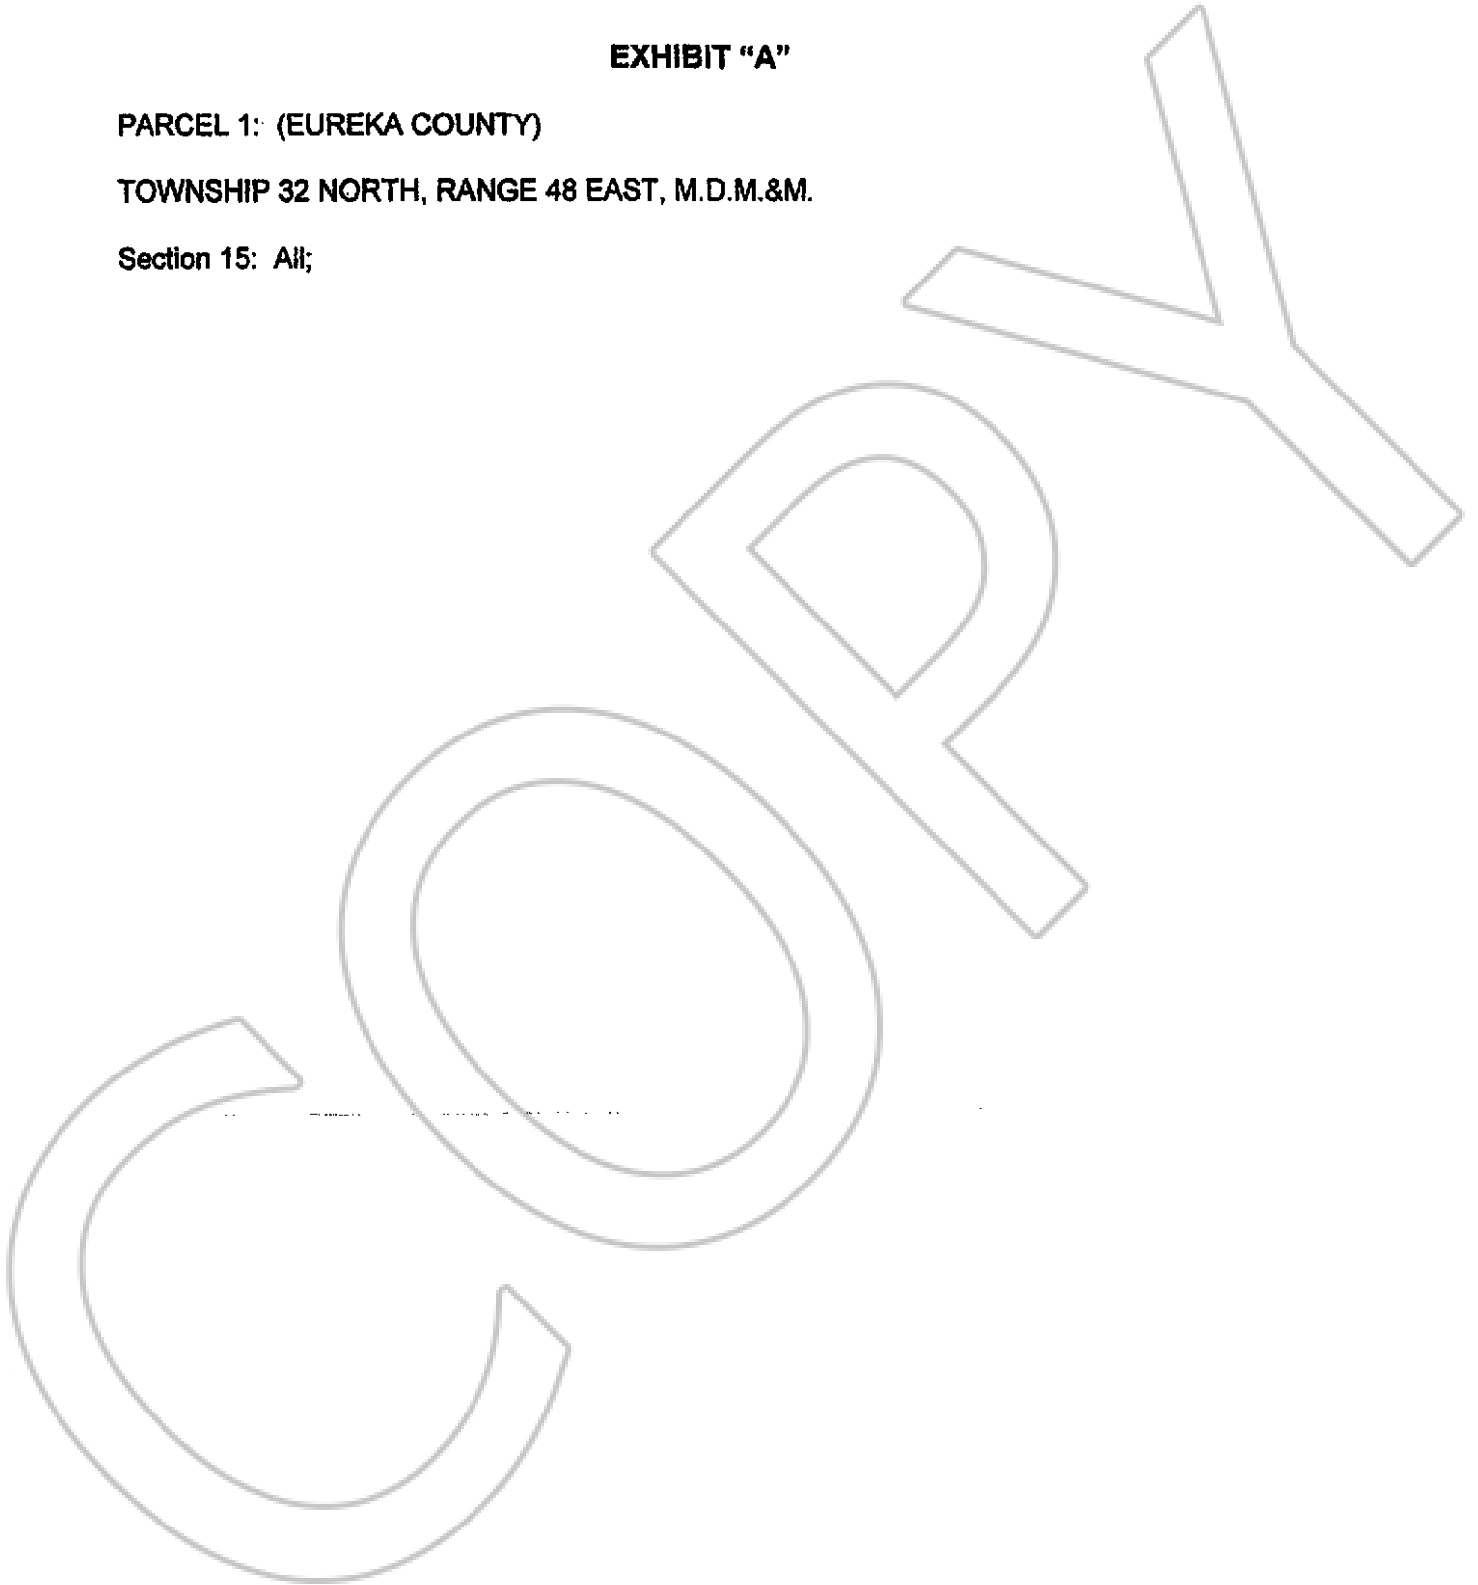 EXHIBIT “A”
PARCEL 1: (EUREKA COUNTY)
TOWNSHIP 32 NORTH, RANGE 48 EAST, M.D.M.&M.
Section 15: All;
COPY